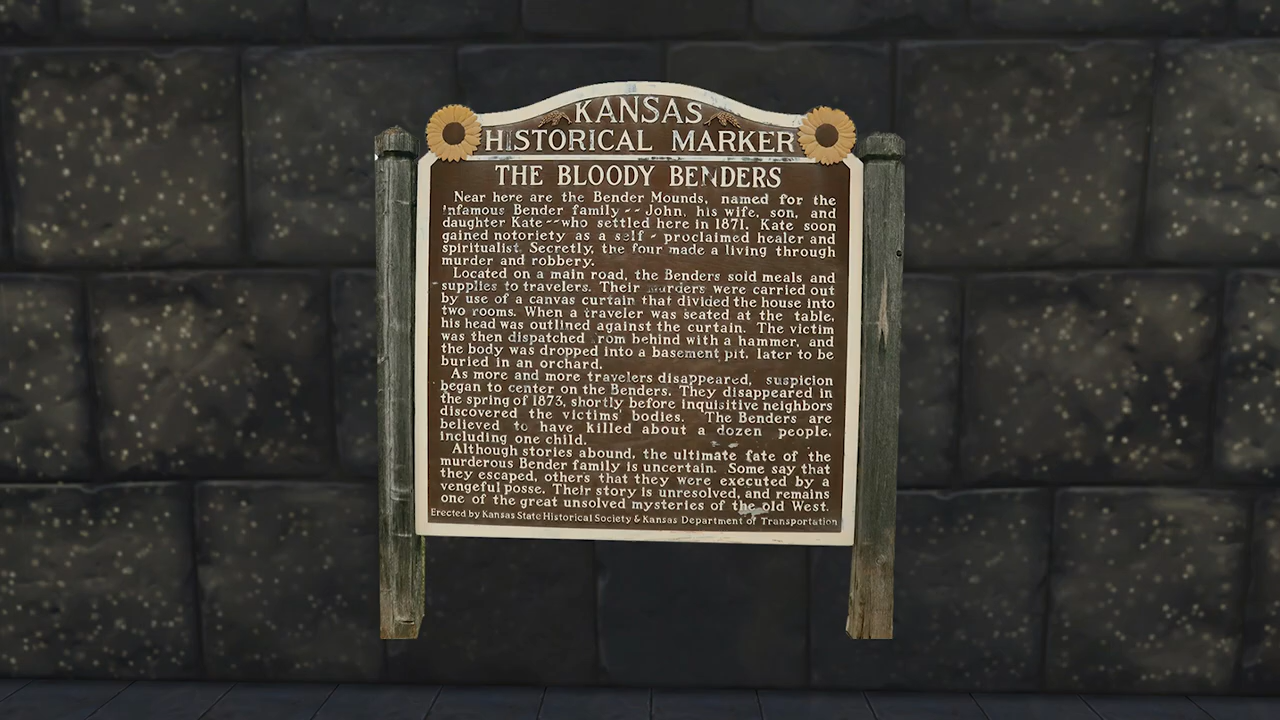 KANSAS
HISTORICAL MARKER
THE BLOODY BENDERS
Near here are the Bender Mounds, named for the
infamous Bender family -- John, his wife, son, and
daughter Kate -- who settled here in 1871. Kate soon
gained notoriety as a self - proclaimed healer and
spiritualist. Secretly, the four made a living through
murder and robbery.
Located on a main road, the Benders sold meals and
supplies to travelers. Their murders were carried out
by use of a canvas curtain that divided the house into
two rooms. When a traveler was seated at the table,
his head was outlined against the curtain. The victim
was then dispatched rom behind with a hammer, and
the body was dropped into a basement pit, later to be
buried in an orchard.
As more and more travelers disappeared, suspicion
began to center on the Benders. They disappeared in
the spring of 1873, shortly before inquisitive neighbors
discovered the victims' bodies. The Benders are
believed to have killed about a dozen people,
including one child.
Although stories abound, the ultimate fate of the
murderous Bender family is uncertain. Some say that
they escaped, others that they were executed by a
vengeful posse. Their story is unresolved, and remains
one of the great unsolved mysteries of the old West.
Erected by Kansas State Historical Society & Kansas Department of Transportation